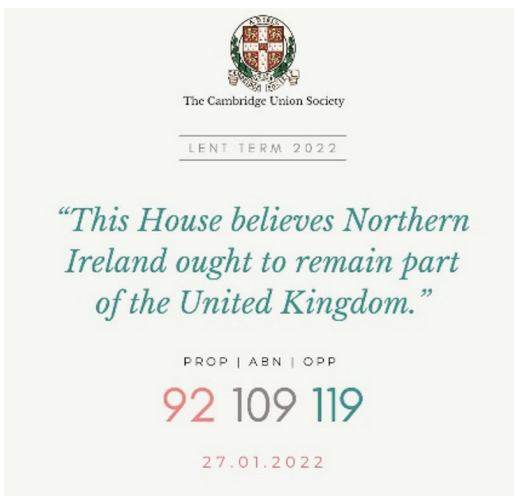 The Cambridge Union Society
LENT TERM 2022
“This House believes Northern
Ireland ought to remain part
of the United Kingdom.”
PROP | ABN | OPP
92 109 119
27.01.2022